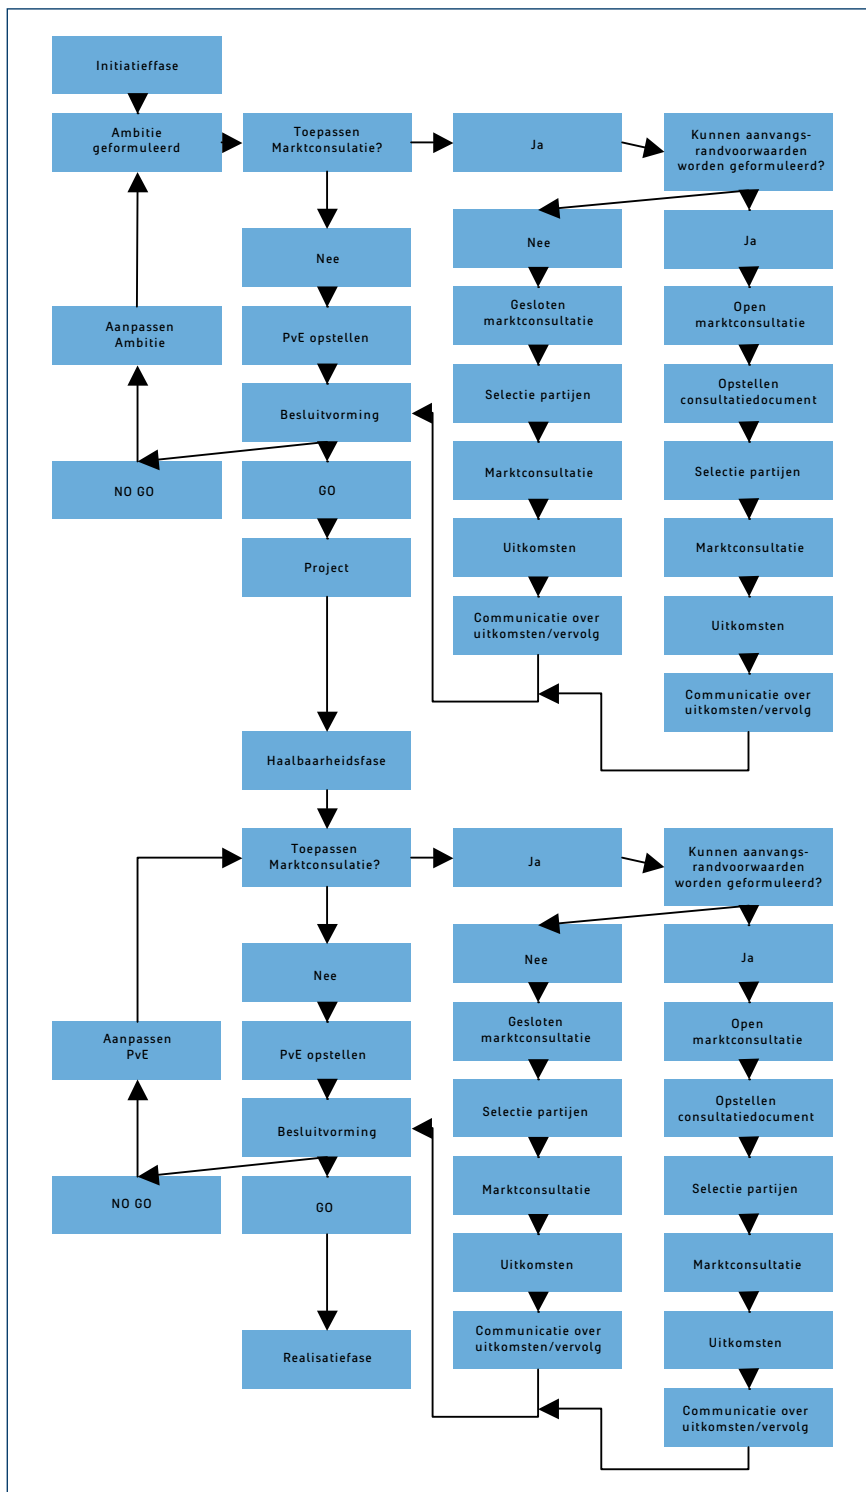 Initiatieffase
Ambitie
geformuleerd
Toepassen
Marktconsulatie?
Ja
Kunnen aanvangs-
randvoorwaarden
worden geformuleerd?
Nee
Nee
Ja
Aanpassen
Ambitie
PvE opstellen
Gesloten
marktconsultatie
Open
marktconsultatie
Besluitvorming
Selectie partijen
Opstellen
consultatiedocument
NO GO
GO
Marktconsultatie
Selectie partijen
Project
Uitkomsten
Marktconsultatie
Communicatie over
uitkomsten/vervolg
Uitkomsten
Communicatie over
uitkomsten/vervolg
Haalbaarheidsfase
Toepassen
Marktconsulatie?
Ja
Kunnen aanvangs-
randvoorwaarden
worden geformuleerd?
Nee
Nee
Ja
Aanpassen
PvE
PvE opstellen
Gesloten
marktconsultatie
Open
marktconsultatie
Besluitvorming
Selectie partijen
Opstellen
consultatiedocument
NO GO
GO
Marktconsultatie
Selectie partijen
Uitkomsten
Marktconsultatie
Realisatiefase
Communicatie over
uitkomsten/vervolg
Uitkomsten
Communicatie over
uitkomsten/vervolg